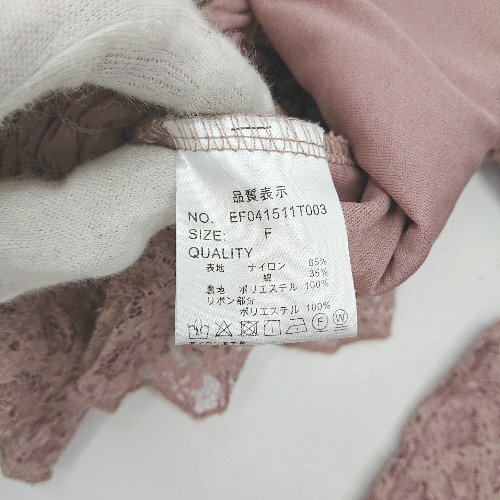 品質表示
NO. EF041511T003
SIZE: F
QUALITY
表地 ナイロン 65%
綿 35%
裏地 ポリエステル 100%
リボン部分
ポリエステル 100%
F W